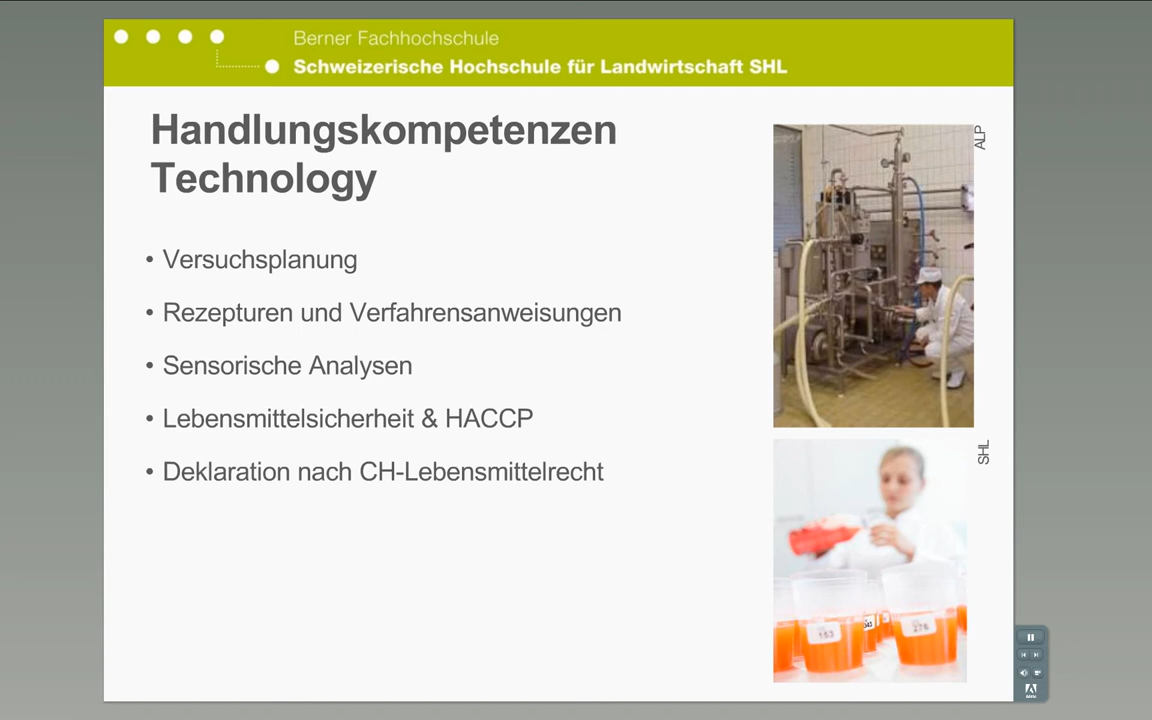 Berner Fachhochschule
Schweizerische Hochschule für Landwirtschaft SHL
Handlungskompetenzen
Technology
• Versuchsplanung
• Rezepturen und Verfahrensanweisungen
• Sensorische Analysen
• Lebensmittelsicherheit & HACCP
• Deklaration nach CH-Lebensmittelrecht
ALP
SHL
153
276